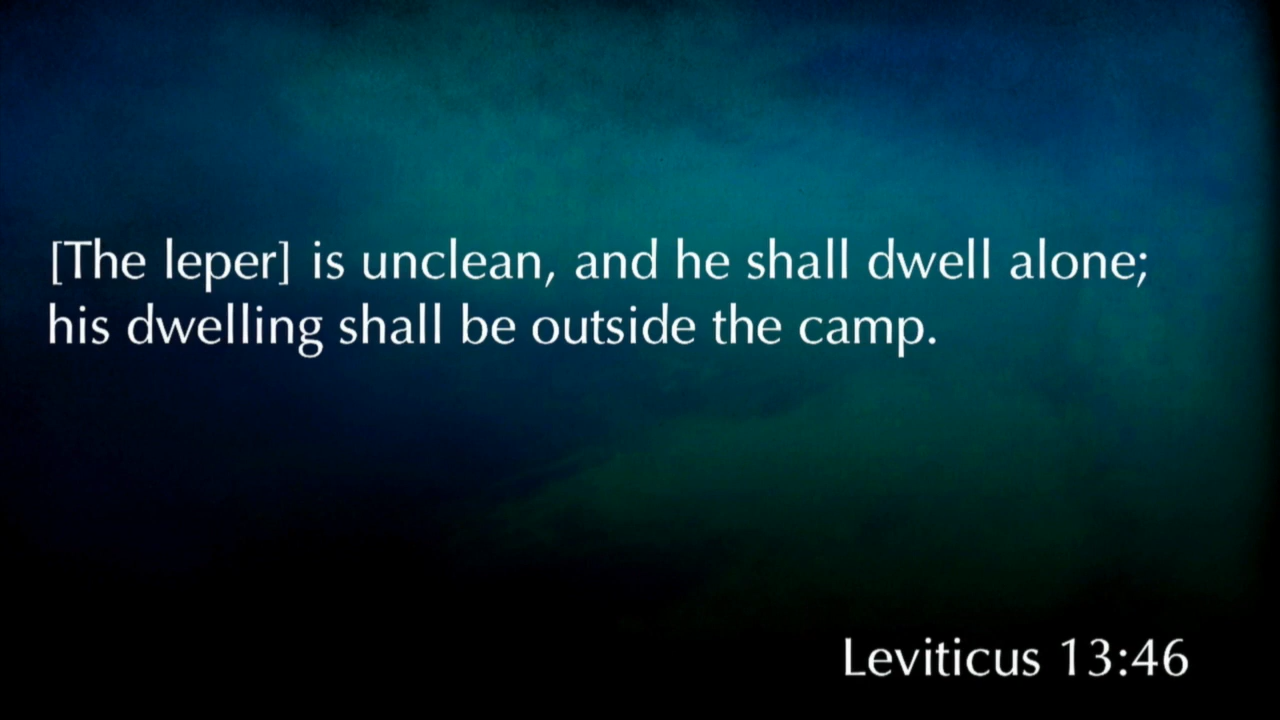 [The leper] is unclean, and he shall dwell alone;
his dwelling shall be outside the camp.
Leviticus 13:46